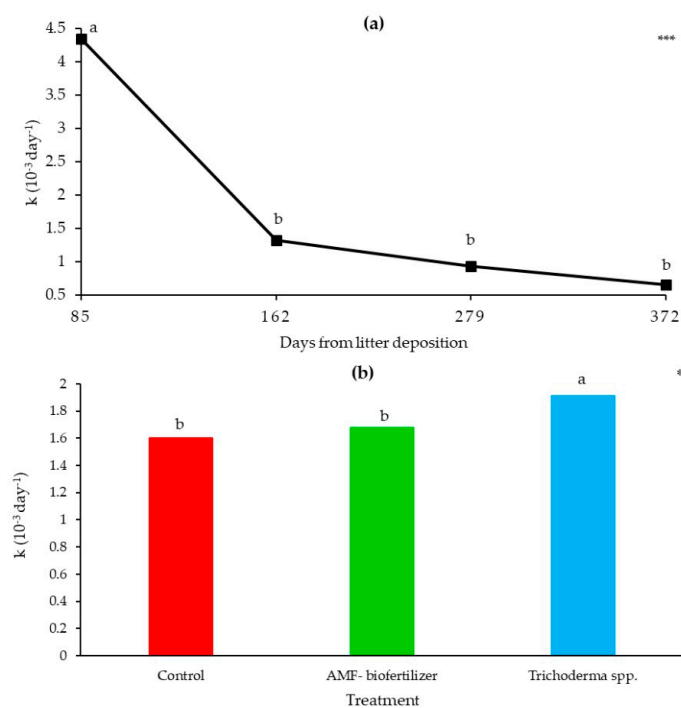 (a)
***
k (10⁻³ day⁻¹)
4.5
4
3.5
3
2.5
2
1.5
1
0.5
a
b
b
b
85 162 279 372
Days from litter deposition
(b)
*
k (10⁻³ day⁻¹)
2
1.8
1.6
1.4
1.2
1
0.8
0.6
0.4
0.2
0
b
b
a
Control AMF- biofertilizer Trichoderma spp.
Treatment